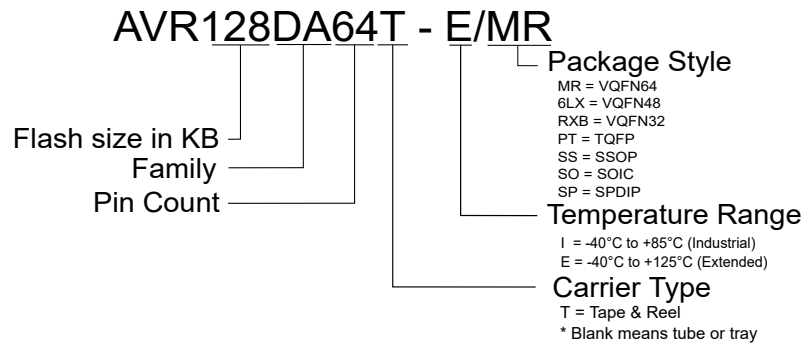 AVR128DA64T - E/MR
Package Style
MR = VQFN64
6LX = VQFN48
RXB = VQFN32
PT = TQFP
SS = SSOP
SO = SOIC
SP = SPDIP
Flash size in KB
Family
Pin Count
Temperature Range
I = -40°C to +85°C (Industrial)
E = -40°C to +125°C (Extended)
Carrier Type
T = Tape & Reel
* Blank means tube or tray